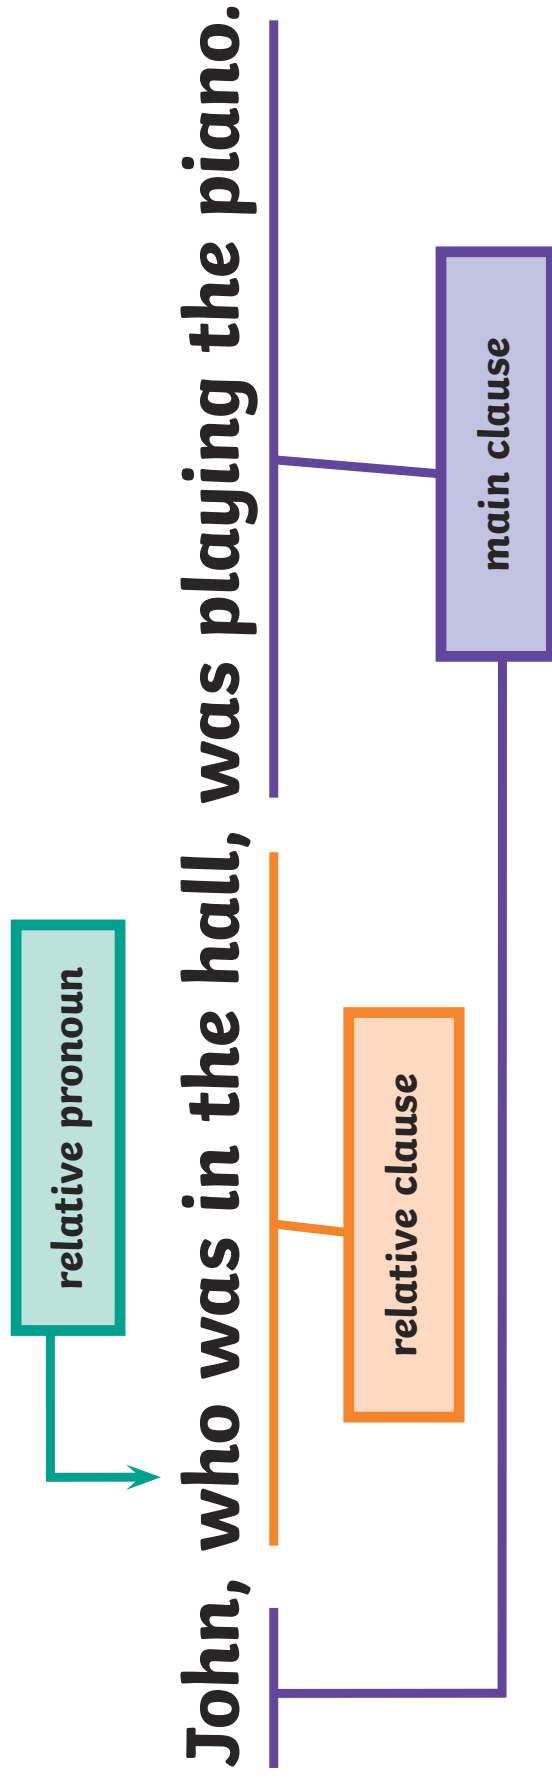 relative pronoun
John, who was in the hall, was playing the piano.
relative clause
main clause